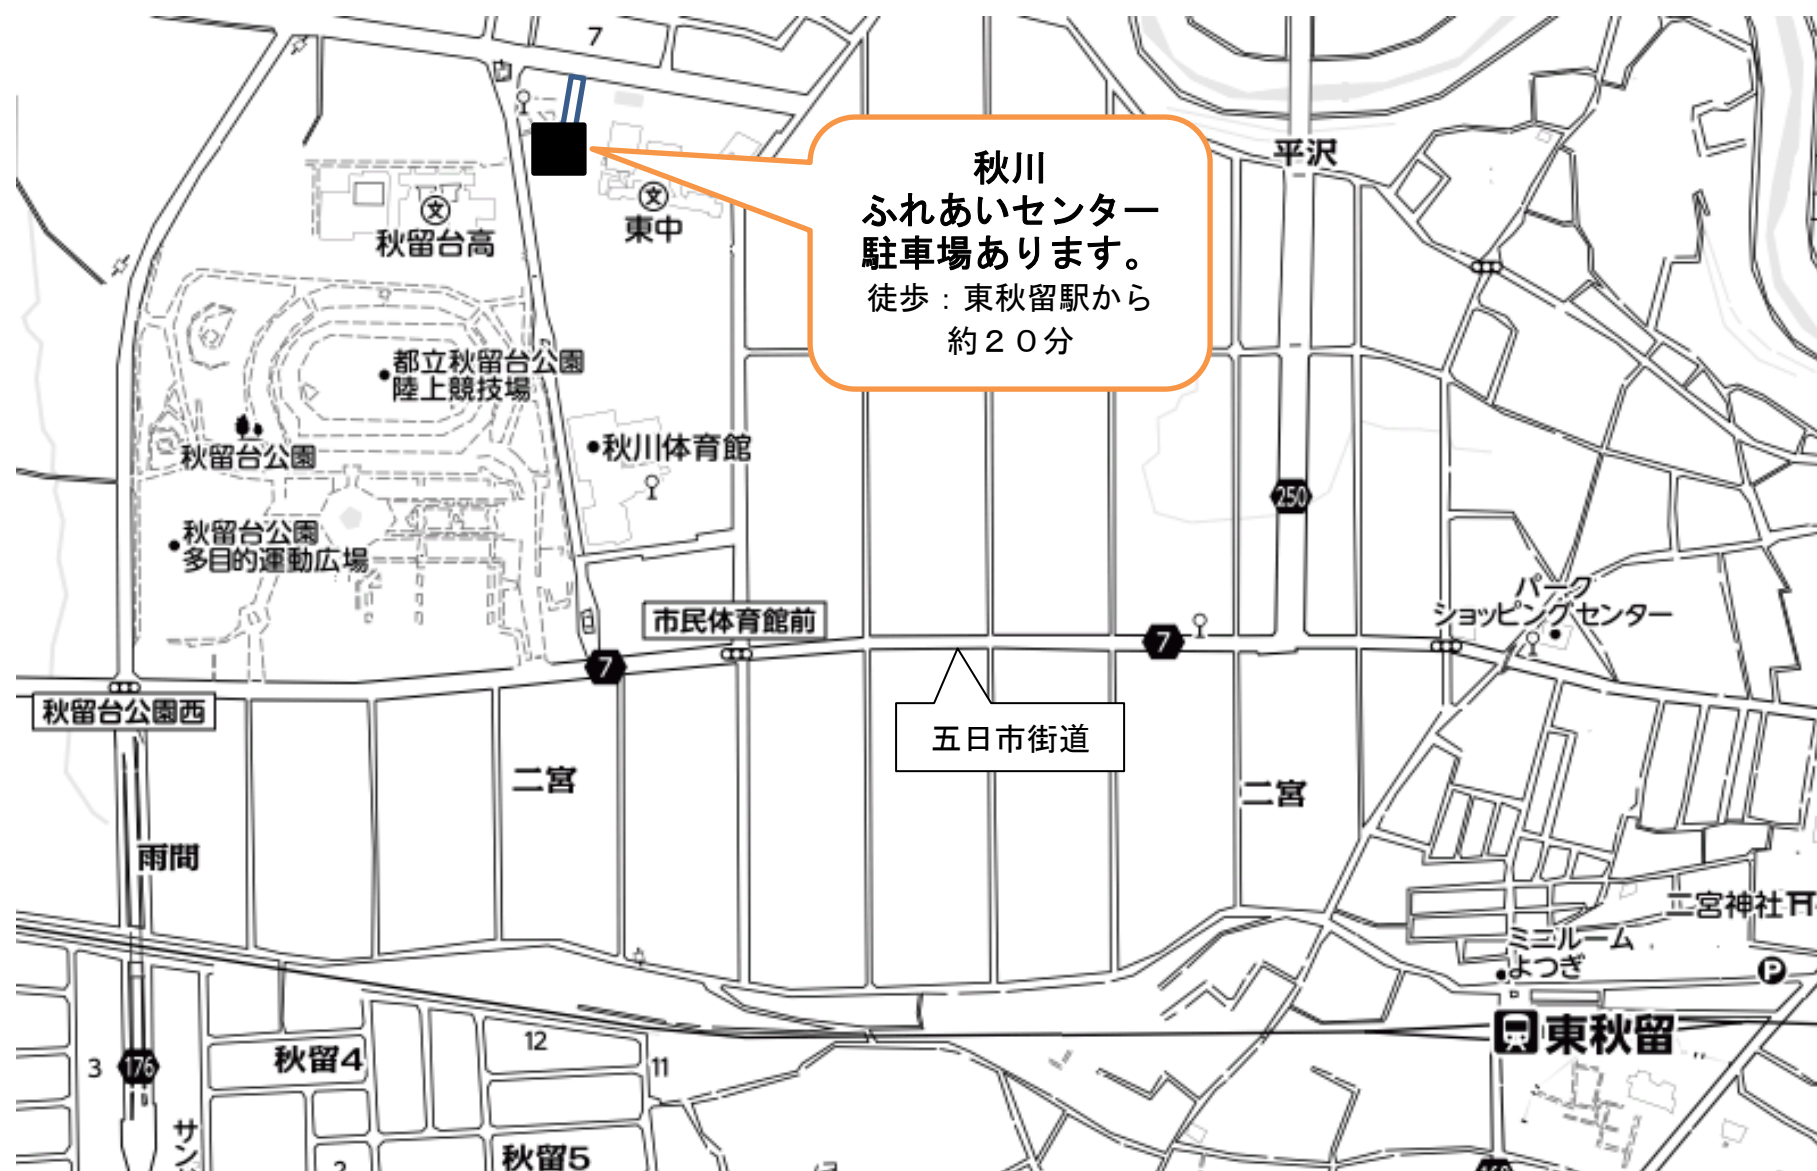 7
秋川
ふれあいセンター
駐車場あります。
徒歩：東秋留駅から
約２０分
平沢
文
秋留台高
文
東中
都立秋留台公園
陸上競技場
秋留台公園
秋川体育館
秋留台公園
多目的運動広場
250
パーク
ショッピングセンター
市民体育館前
7
7
秋留台公園西
五日市街道
二宮
二宮
雨間
二宮神社
ミニルーム
よつぎ
P
東秋留
秋留4
12
11
3
176
サン
秋留5
2